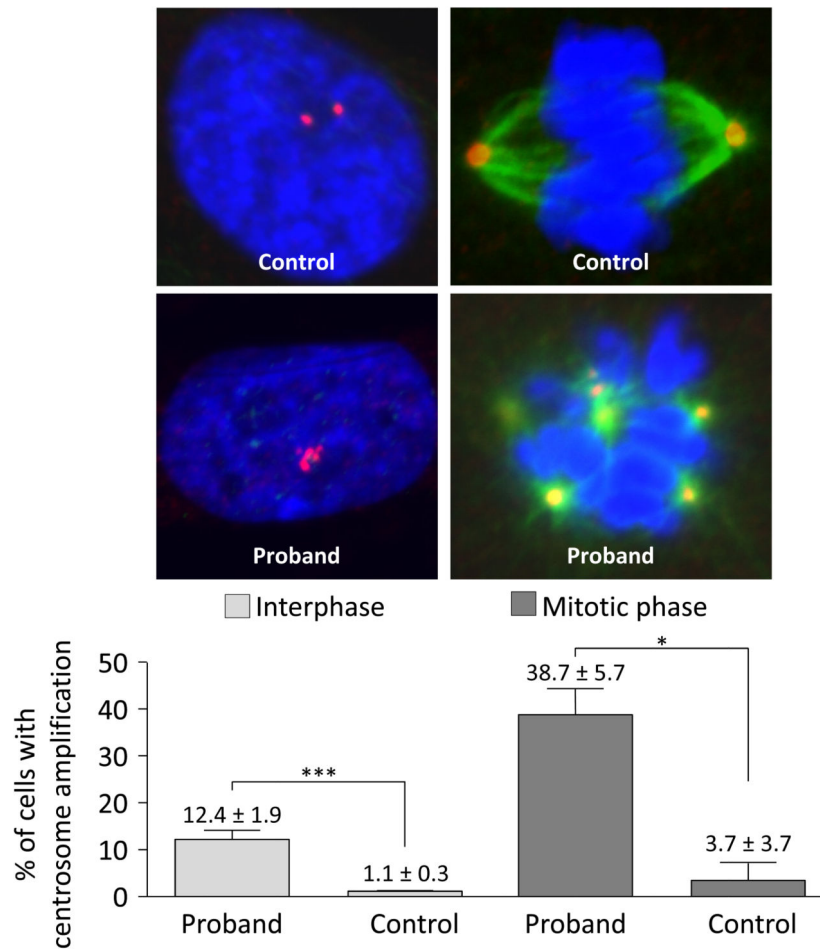 Control
Control
Proband
Proband
Interphase
Mitotic phase
% of cells with
centrosome amplification
50
40
30
20
10
0
***
*
12.4 ± 1.9
1.1 ± 0.3
38.7 ± 5.7
3.7 ± 3.7
Proband
Control
Proband
Control